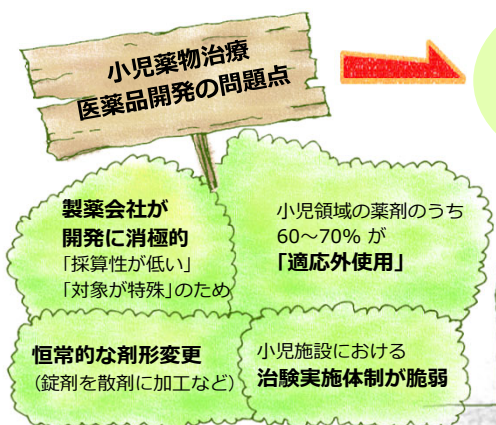 小児薬物治療
医薬品開発の問題点
製薬会社が
開発に消極的
「採算性が低い」
「対象が特殊」のため
小児領域の薬剤のうち
60～70% が
「適応外使用」
恒常的な剤形変更
（錠剤を散剤に加工など）
小児施設における
治験実施体制が脆弱